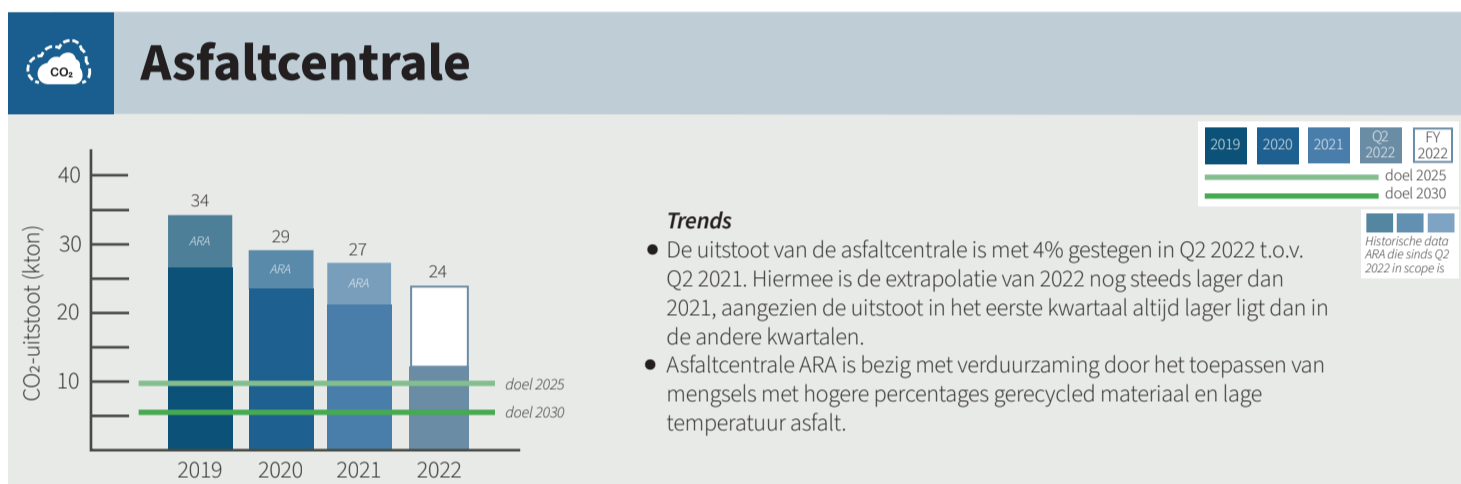 CO₂
Asfaltcentrale
2019
2020
2021
Q2
2022
FY
2022
doel 2025
doel 2030
Historische data
ARA die sinds Q2
2022 in scope is
CO₂-uitstoot (kton)
40
30
20
10
34
ARA
29
ARA
27
ARA
24
doel 2025
doel 2030
2019
2020
2021
2022
Trends
● De uitstoot van de asfaltcentrale is met 4% gestegen in Q2 2022 t.o.v.
Q2 2021. Hiermee is de extrapolatie van 2022 nog steeds lager dan
2021, aangezien de uitstoot in het eerste kwartaal altijd lager ligt dan in
de andere kwartalen.
● Asfaltcentrale ARA is bezig met verduurzaming door het toepassen van
mengsels met hogere percentages gerecycled materiaal en lage
temperatuur asfalt.